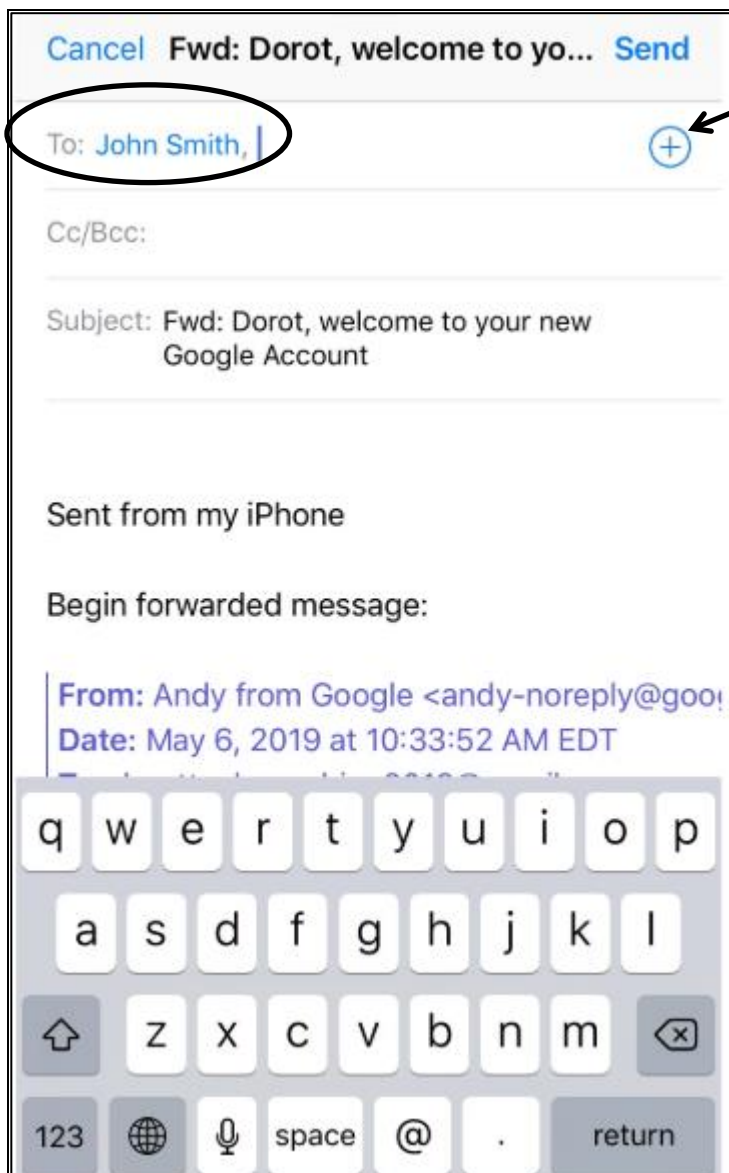 Cancel Fwd: Dorot, welcome to yo... Send
To: John Smith,
Cc/Bcc:
Subject: Fwd: Dorot, welcome to your new
Google Account
Sent from my iPhone
Begin forwarded message:
From: Andy from Google <andy-noreply@goog
Date: May 6, 2019 at 10:33:52 AM EDT
q w e r t y u i o p
a s d f g h j k l
z x c v b n m
123 space @ . return